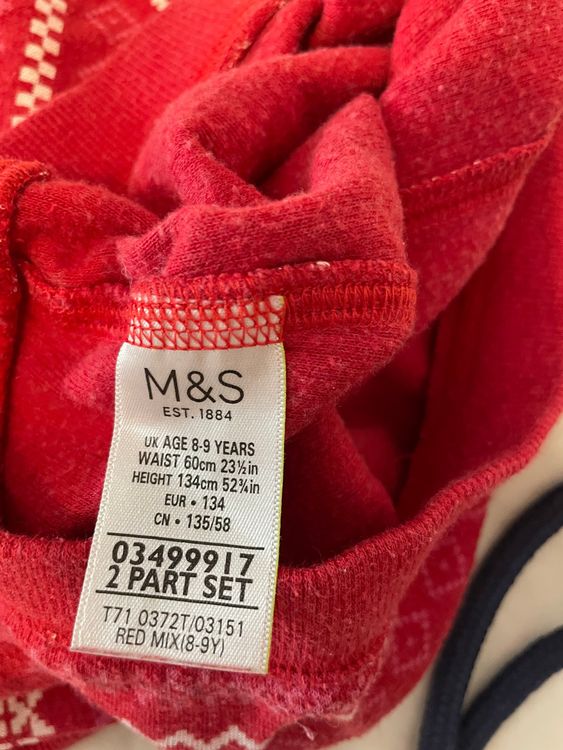 M&S
EST. 1884
UK AGE 8-9 YEARS
WAIST 60cm 23½in
HEIGHT 134cm 52¾in
EUR • 134
CN • 135/58
03499917
2 PART SET
T71 0372T/03151
RED MIX(8-9Y)